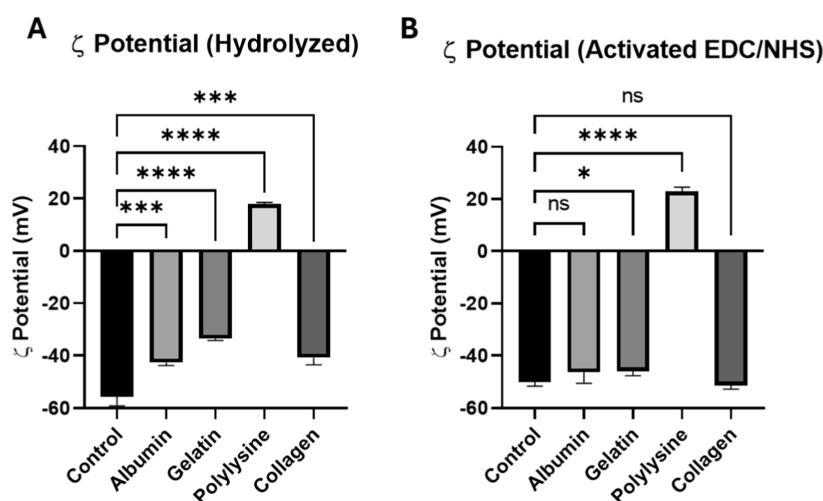 A
ζ Potential (Hydrolyzed)
***
****
****
***
40
20
0
-20
-40
-60
ζ Potential (mV)
Control
Albumin
Gelatin
Polylysine
Collagen
B
ζ Potential (Activated EDC/NHS)
ns
****
*
ns
40
20
0
-20
-40
-60
ζ Potential (mV)
Control
Albumin
Gelatin
Polylysine
Collagen